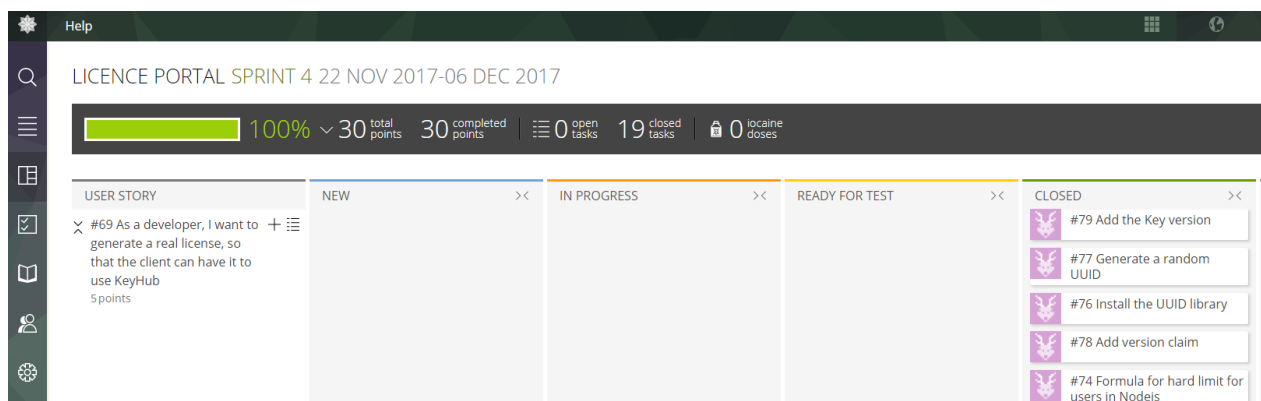 Help
LICENCE PORTAL SPRINT 4 22 NOV 2017-06 DEC 2017
100% 30 total points 30 completed points 0 open tasks 19 closed tasks 0 iocaine doses
USER STORY NEW IN PROGRESS READY FOR TEST CLOSED
#69 As a developer, I want to
generate a real license, so
that the client can have it to
use KeyHub
5 points
#79 Add the Key version
#77 Generate a random
UUID
#76 Install the UUID library
#78 Add version claim
#74 Formula for hard limit for
users in Nodejs